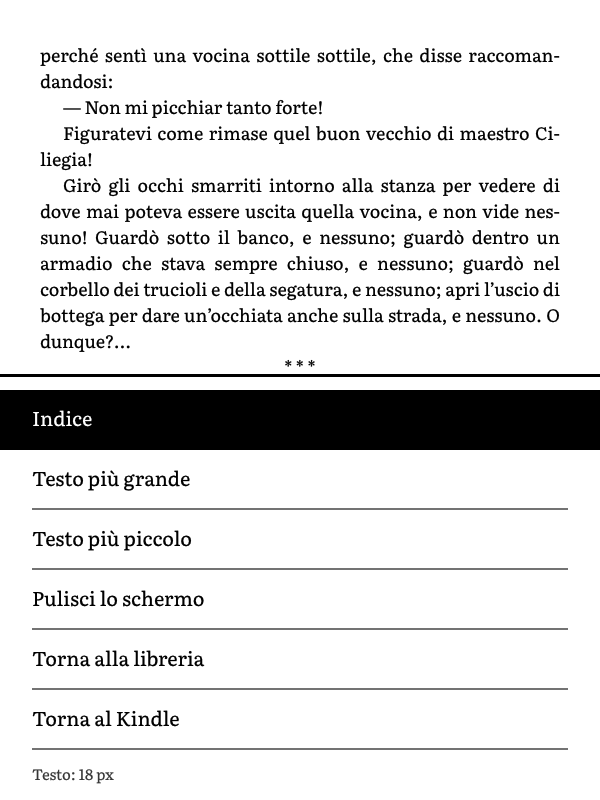 perché sentì una vocina sottile sottile, che disse raccoman-
dandosi:
— Non mi picchiar tanto forte!
Figuratevi come rimase quel buon vecchio di maestro Ci-
liegia!
Girò gli occhi smarriti intorno alla stanza per vedere di
dove mai poteva essere uscita quella vocina, e non vide nes-
suno! Guardò sotto il banco, e nessuno; guardò dentro un
armadio che stava sempre chiuso, e nessuno; guardò nel
corbello dei trucioli e della segatura, e nessuno; apri l’uscio di
bottega per dare un’occhiata anche sulla strada, e nessuno. O
dunque?...
* * *
Indice
Testo più grande
Testo più piccolo
Pulisci lo schermo
Torna alla libreria
Torna al Kindle
Testo: 18 px